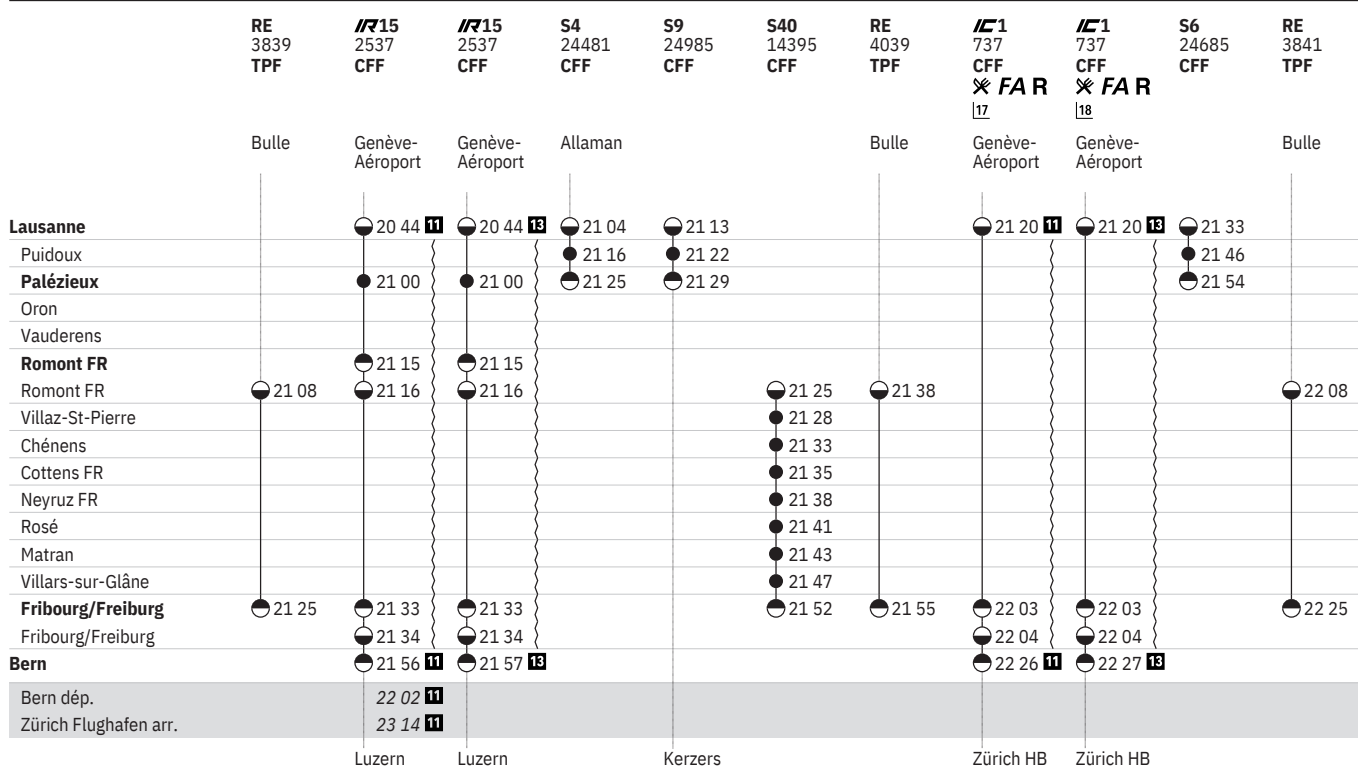 RE IR15 IR15 S4 S9 S40 RE IC1 IC1 S6 RE
3839 2537 2537 24481 24985 14395 4039 737 737 24685 3841
TPF CFF CFF CFF CFF CFF TPF CFF CFF CFF TPF
FA R FA R
17 18
Bulle Genève- Genève- Allaman Bulle Genève- Genève- Bulle
Aéroport Aéroport Aéroport Aéroport
Lausanne 20 44 11 20 44 13 21 04 21 13 21 20 11 21 20 13 21 33
Puidoux 21 16 21 22 21 46
Palézieux 21 00 21 00 21 25 21 29 21 54
Oron
Vauderens
Romont FR 21 15 21 15
Romont FR 21 08 21 16 21 16 21 25 21 38 22 08
Villaz-St-Pierre 21 28
Chénens 21 33
Cottens FR 21 35
Neyruz FR 21 38
Rosé 21 41
Matran 21 43
Villars-sur-Glâne 21 47
Fribourg/Freiburg 21 25 21 33 21 33 21 52 21 55 22 03 22 03 22 25
Fribourg/Freiburg 21 34 21 34 22 04 22 04
Bern 21 56 11 21 57 13 22 26 11 22 27 13
Bern dép. 22 02 11
Zürich Flughafen arr. 23 14 11
Luzern Luzern Kerzers Zürich HB Zürich HB